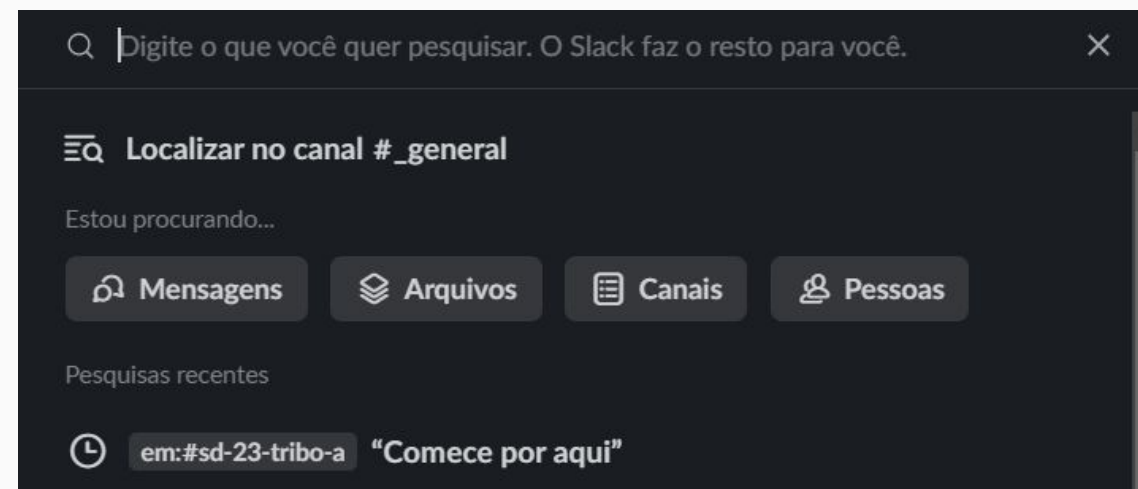 Digite o que você quer pesquisar. O Slack faz o resto para você.
Localizar no canal #_general
Estou procurando...
Mensagens Arquivos Canais Pessoas
Pesquisas recentes
em:#sd-23-tribo-a “Comece por aqui”